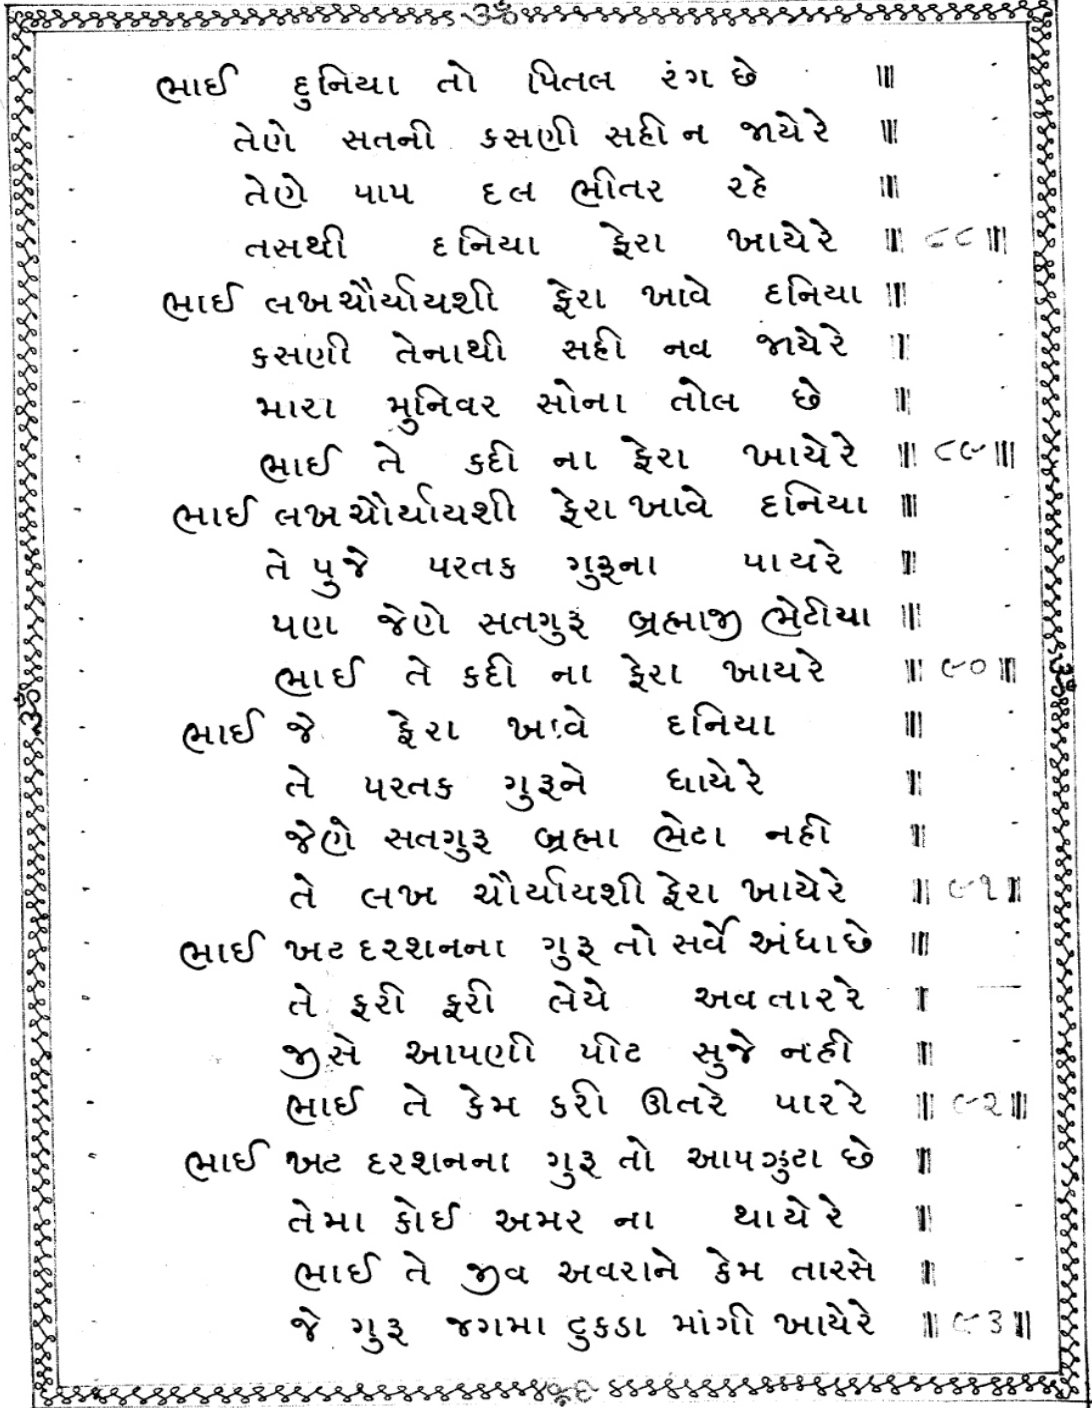 ૐ
ભાઈ દુનિયા તો પિતલ રંગ છે ॥
તેણે સતની કસણી સહી ન જાયેરે ॥
તેણે પાપ દલ ભીતર રહે ॥
તસથી દનિયા ફેરા ખાયેરે ॥ ૮૮ ॥
ભાઈ લખચૌર્યાયશી ફેરા ખાવે દનિયા ॥
કસણી તેનાથી સહી નવ જાયેરે ॥
મારા મુનિવર સોના તોલ છે ॥
ભાઈ તે કદી ના ફેરા ખાયેરે ॥ ૮૯ ॥
ભાઈ લખચૌર્યાયશી ફેરા ખાવે દનિયા ॥
તે પુજે પરતક ગુરૂના પાયરે ॥
પણ જેણે સતગુરૂ બ્રહ્માજી ભેટીયા ॥
ભાઈ તે કદી ના ફેરા ખાયરે ॥ ૯૦ ॥
ભાઈ જે ફેરા ખાવે દનિયા ॥
તે પરતક ગુરૂને ધાયેરે ॥
જેણે સતગુરૂ બ્રહ્મા ભેટા નહી ॥
તે લખ ચૌર્યાયશી ફેરા ખાયેરે ॥ ૯૧ ॥
ભાઈ ખટ દરશનના ગુરૂ તો સર્વે અંધા છે ॥
તે ફરી ફરી લેયે અવતારરે ॥
જીસે આપણી પીટ સુજે નહી ॥
ભાઈ તે કેમ કરી ઊતરે પારરે ॥ ૯૨ ॥
ભાઈ ખટ દરશનના ગુરૂ તો આપઝુટા છે ॥
તેમા કોઈ અમર ના થાયેરે ॥
ભાઈ તે જીવ અવરાને કેમ તારસે ॥
જે ગુરૂ જગમા ટુકડા માંગી ખાયેરે ॥ ૯૩ ॥
ૐ
ૐ
ૐ